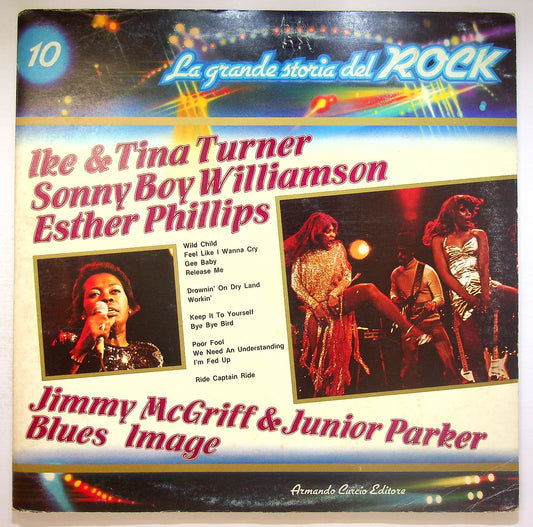 10
La grande storia del ROCK
Ike & Tina Turner
Sonny Boy Williamson
Esther Phillips
Wild Child
Feel Like I Wanna Cry
Gee Baby
Release Me
Drownin' On Dry Land
Workin'
Keep It To Yourself
Bye Bye Bird
Poor Fool
We Need An Understanding
I'm Fed Up
Ride Captain Ride
Jimmy McGriff & Junior Parker
Blues Image
Armando Curcio Editore